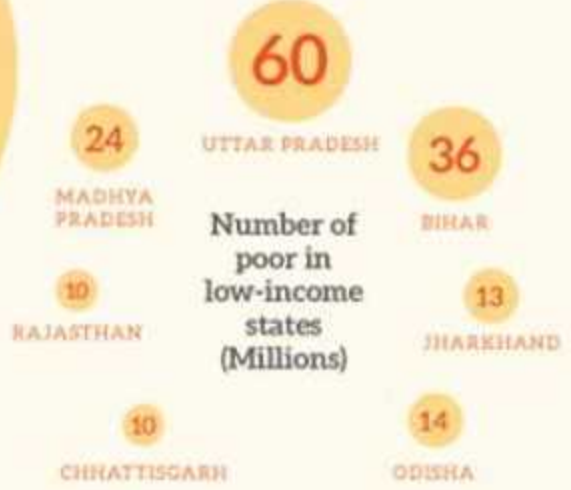 60
UTTAR PRADESH
24
MADHYA
PRADESH
36
BIHAR
Number of
poor in
low-income
states
(Millions)
10
RAJASTHAN
13
JHARKHAND
10
CHHATTISGARH
14
ODISHA